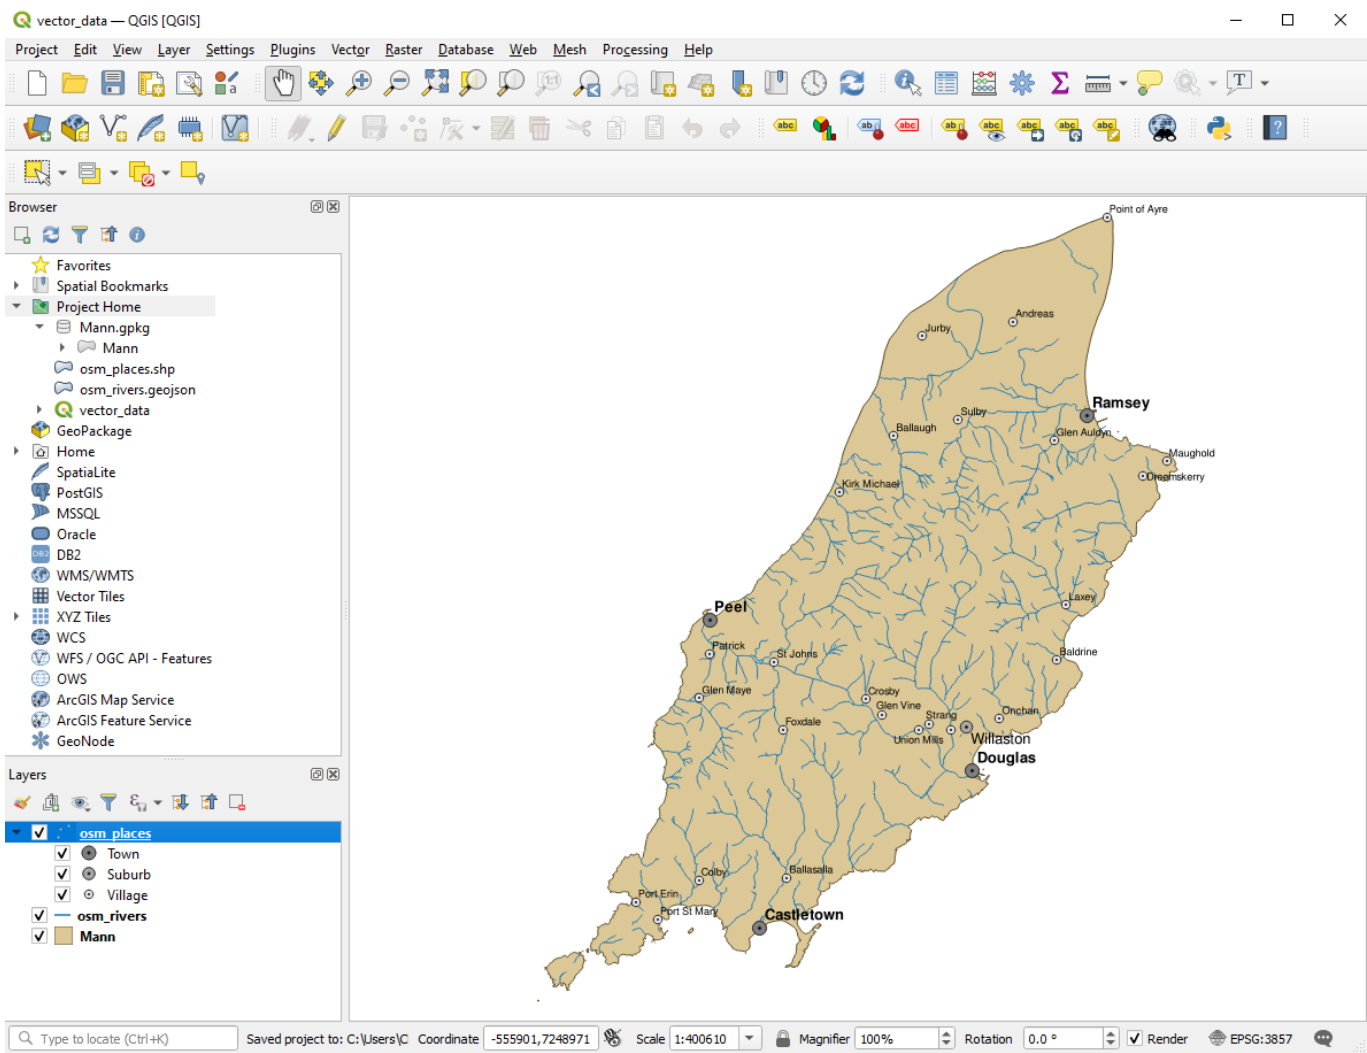 vector_data — QGIS [QGIS]
Project Edit View Layer Settings Plugins Vector Raster Database Web Mesh Processing Help
Browser
Favorites
Spatial Bookmarks
Project Home
Mann.gpkg
Mann
osm_places.shp
osm_rivers.geojson
vector_data
GeoPackage
Home
SpatiaLite
PostGIS
MSSQL
Oracle
DB2
WMS/WMTS
Vector Tiles
XYZ Tiles
WCS
WFS / OGC API - Features
OWS
ArcGIS Map Service
ArcGIS Feature Service
GeoNode
Layers
osm_places
Town
Suburb
Village
osm_rivers
Mann
Point of Ayre
Andreas
Jurby
Ramsey
Sulby
Ballaugh
Glen Auldyn
Maughold
Dreemskerry
Kirk Michael
Laxey
Peel
Patrick
St Johns
Baldrine
Glen Maye
Crosby
Glen Vine
Strang
Onchan
Foxdale
Union Mills
Willaston
Douglas
Colby
Ballasalla
Port Erin
Port St Mary
Castletown
Type to locate (Ctrl+K) Saved project to: C:\Users\C Coordinate -555901,7248971 Scale 1:400610 Magnifier 100% Rotation 0.0 ° Render EPSG:3857